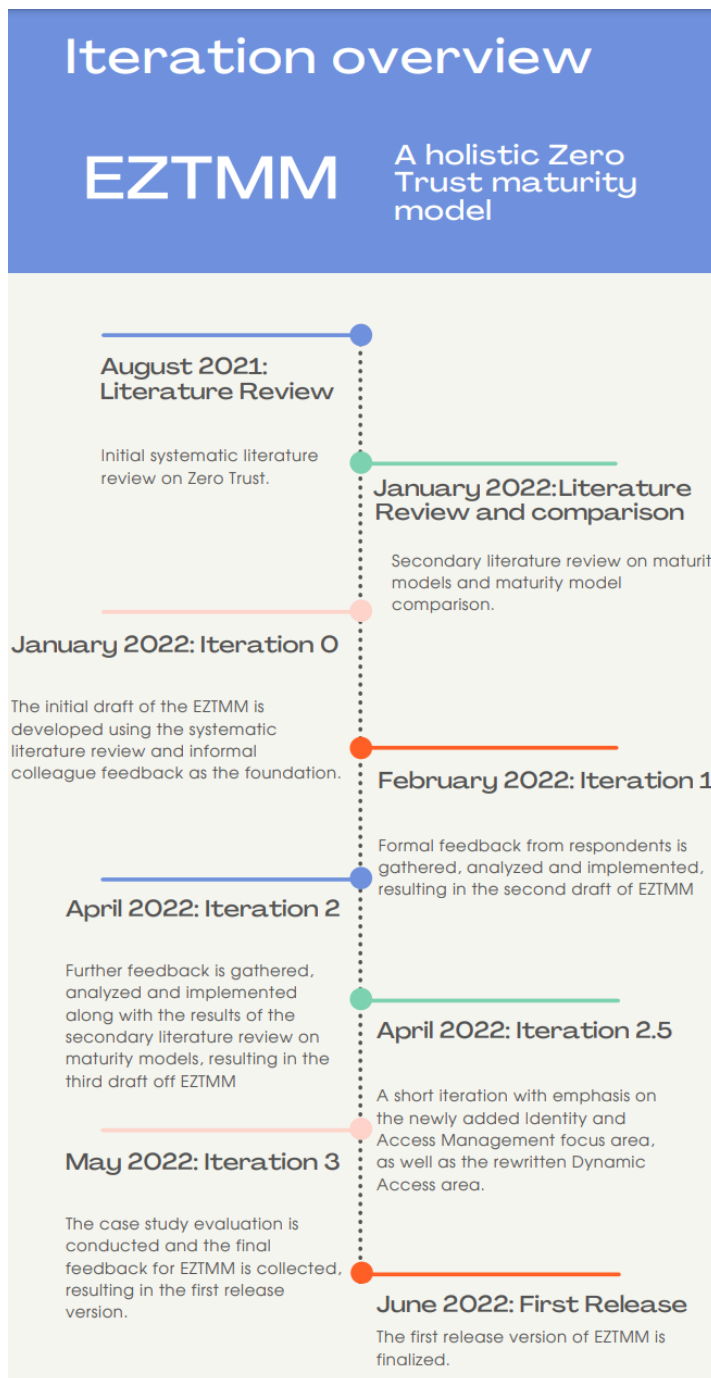 Iteration overview
EZTMM
A holistic Zero
Trust maturity
model
August 2021:
Literature Review
Initial systematic literature
review on Zero Trust.
January 2022:Literature
Review and comparison
Secondary literature review on maturit
models and maturity model
comparison.
January 2022: Iteration 0
The initial draft of the EZTMM is
developed using the systematic
literature review and informal
colleague feedback as the foundation.
February 2022: Iteration 1
Formal feedback from respondents is
gathered, analyzed and implemented,
resulting in the second draft of EZTMM
April 2022: Iteration 2
Further feedback is gathered,
analyzed and implemented
along with the results of the
secondary literature review on
maturity models, resulting in the
third draft off EZTMM
April 2022: Iteration 2.5
A short iteration with emphasis on
the newly added Identity and
Access Management focus area,
as well as the rewritten Dynamic
Access area.
May 2022: Iteration 3
The case study evaluation is
conducted and the final
feedback for EZTMM is collected,
resulting in the first release
version.
June 2022: First Release
The first release version of EZTMM is
finalized.